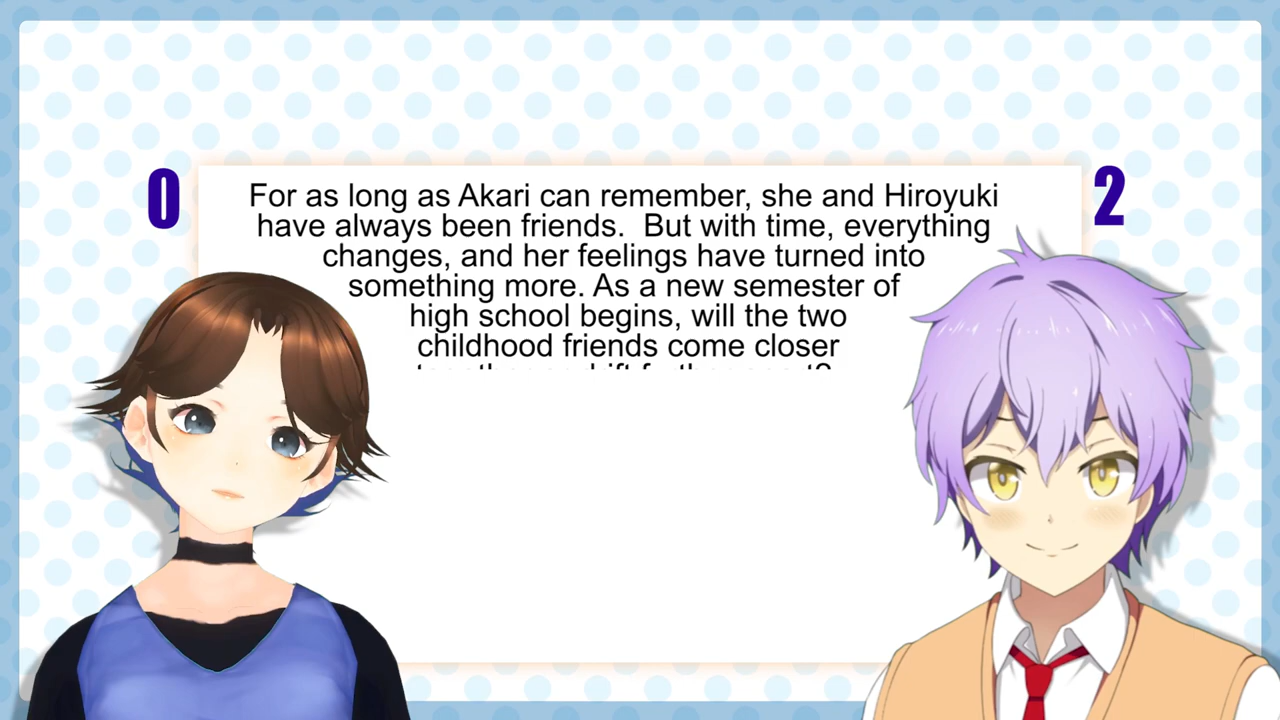 0
2
For as long as Akari can remember, she and Hiroyuki
have always been friends.  But with time, everything
changes, and her feelings have turned into
something more. As a new semester of
high school begins, will the two
childhood friends come closer